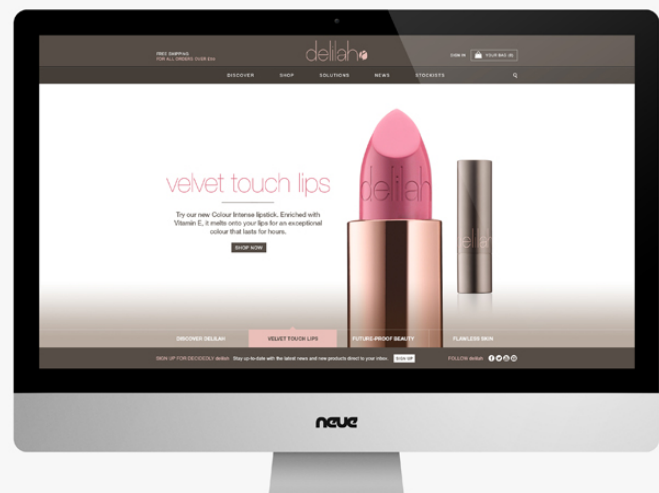 FREE SHIPPING
FOR ALL ORDERS OVER £50
delilah
SIGN IN
YOUR BAG (0)
DISCOVER SHOP SOLUTIONS NEWS STOCKISTS
velvet touch lips
Try our new Colour Intense lipstick. Enriched with
Vitamin E, it melts onto your lips for an exceptional
colour that lasts for hours.
SHOP NOW
delilah
delilah
DISCOVER DELILAH VELVET TOUCH LIPS FUTURE-PROOF BEAUTY FLAWLESS SKIN
SIGN UP FOR DECIDEDLY delilah Stay up-to-date with the latest news and new products direct to your inbox. SIGN UP FOLLOW delilah
neue